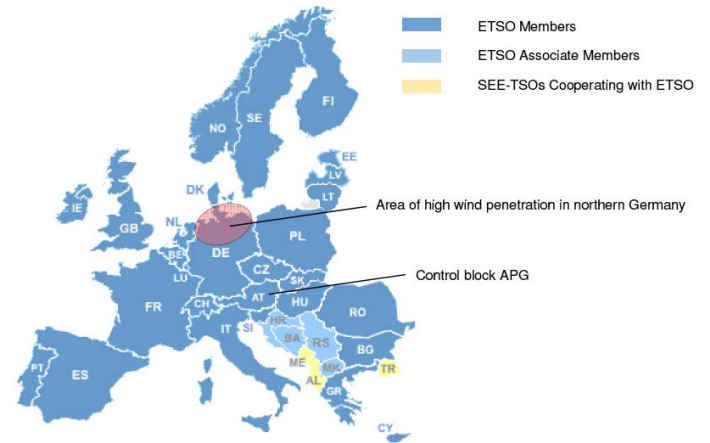 ETSO Members
ETSO Associate Members
SEE-TSOs Cooperating with ETSO
FI
SE
NO
EE
LV
LT
DK
Area of high wind penetration in northern Germany
IE
GB
NL
PL
BE
DE
LU
CZ
SK
Control block APG
AT
CH
HU
FR
RO
IT
SI
HR
BA
RS
BG
ME
MK
TR
PT
ES
AL
GR
CY